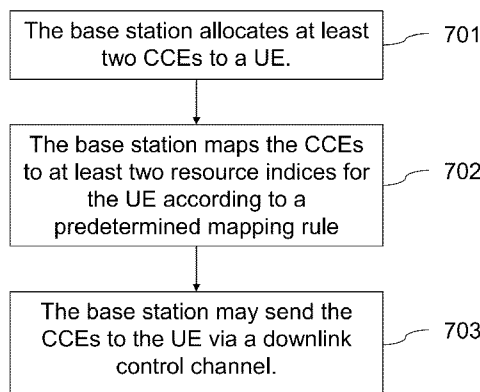 The base station allocates at least
two CCEs to a UE.
701
The base station maps the CCEs
to at least two resource indices for
the UE according to a
predetermined mapping rule
702
The base station may send the
CCEs to the UE via a downlink
control channel.
703